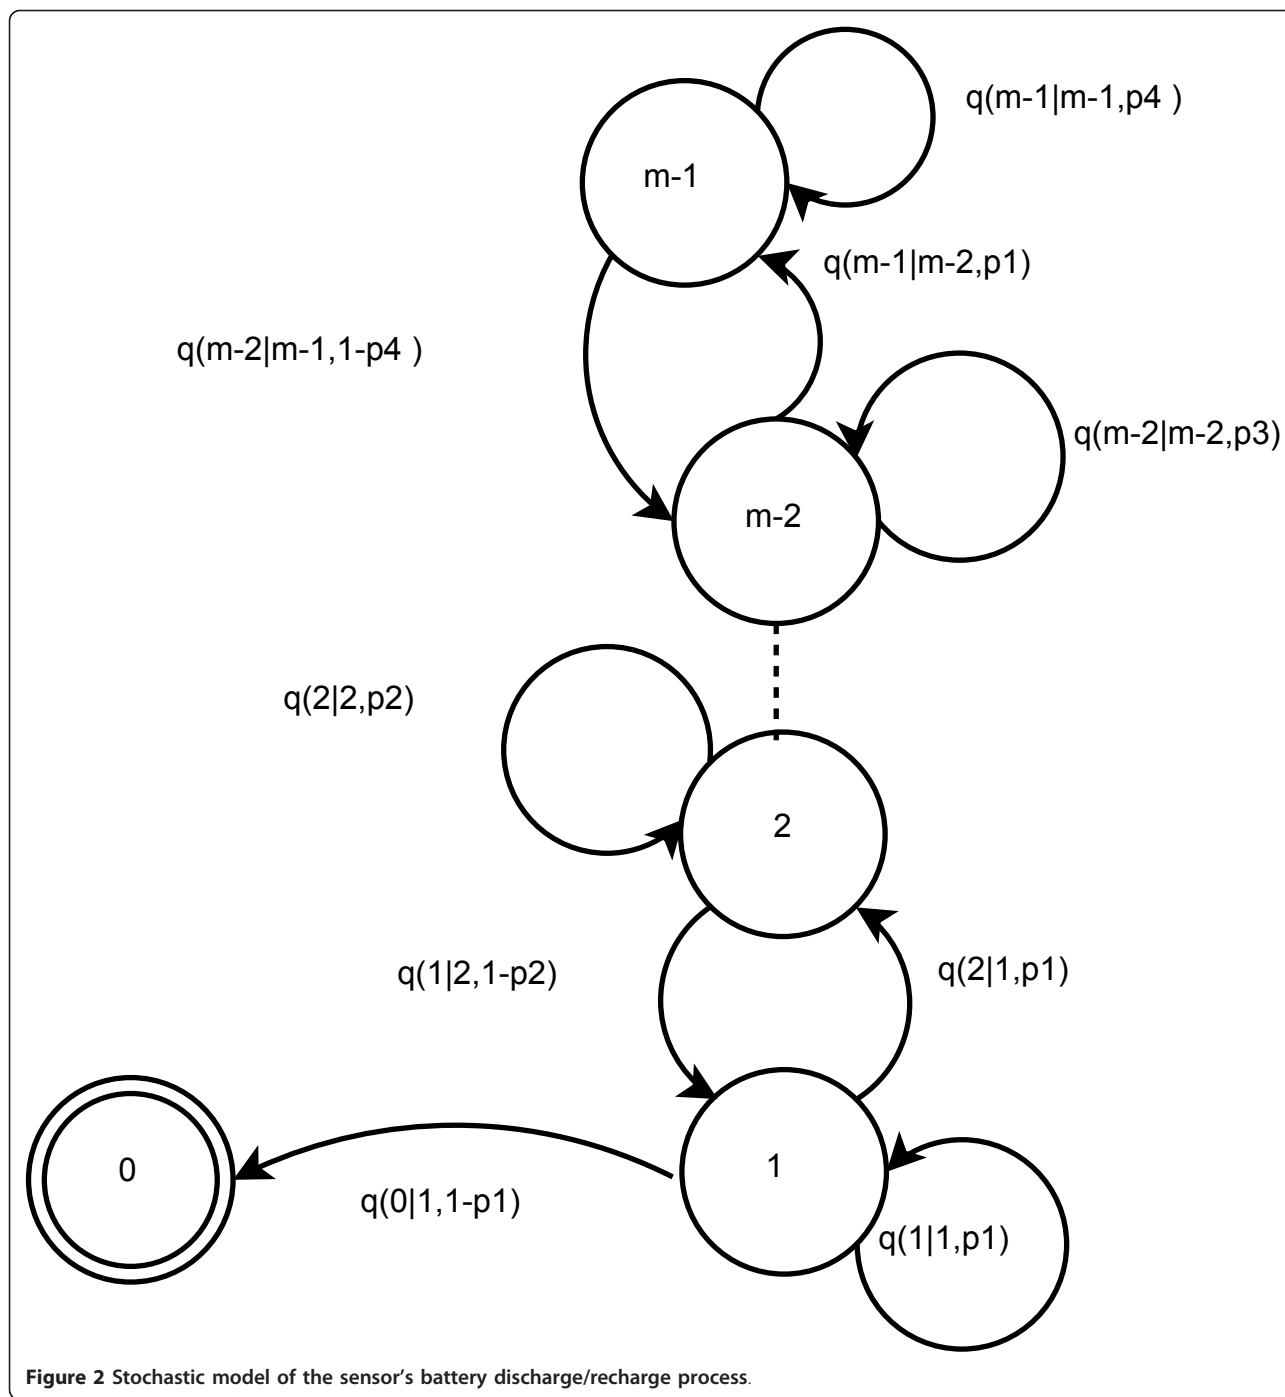 q(m-1|m-1,p4 )
m-1
q(m-1|m-2,p1)
q(m-2|m-1,1-p4 )
q(m-2|m-2,p3)
m-2
q(2|2,p2)
2
q(1|2,1-p2)
q(2|1,p1)
0
1
q(0|1,1-p1)
q(1|1,p1)
Figure 2 Stochastic model of the sensor's battery discharge/recharge process.